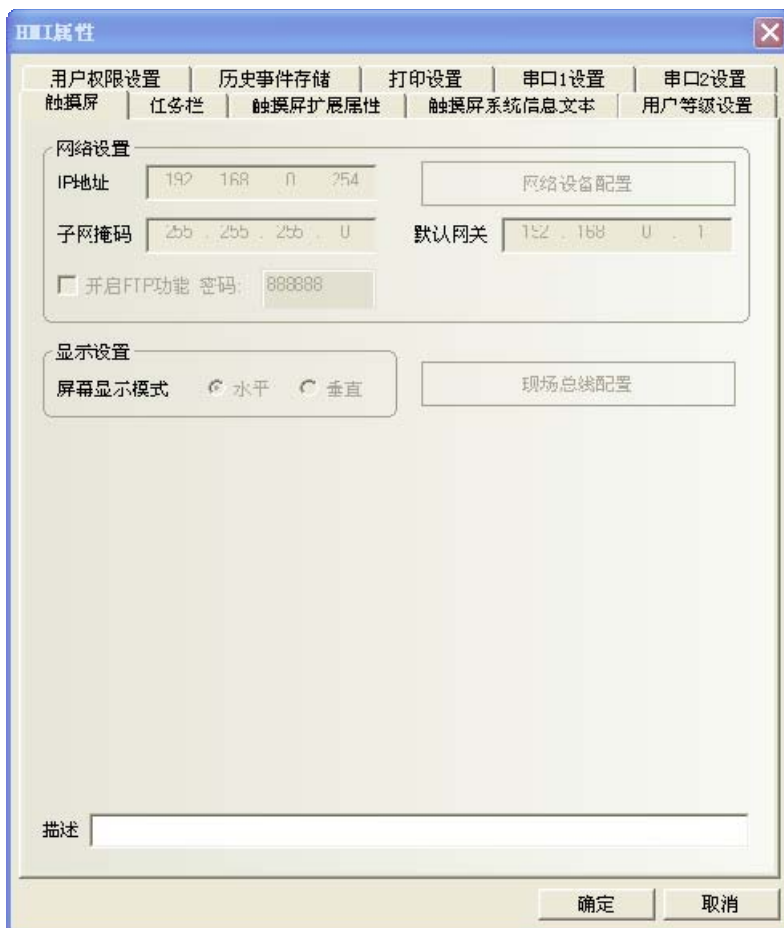 HMI属性
用户权限设置 历史事件存储 打印设置 串口1设置 串口2设置
触摸屏 任务栏 触摸屏扩展属性 触摸屏系统信息文本 用户等级设置
网络设置
IP地址 192 168 0 254 网络设备配置
子网掩码 255 . 255 . 255 . 0 默认网关 192 . 168 0 . 1
开启FTP功能 密码: 888888
显示设置
屏幕显示模式 水平 垂直 现场总线配置
描述
确定 取消